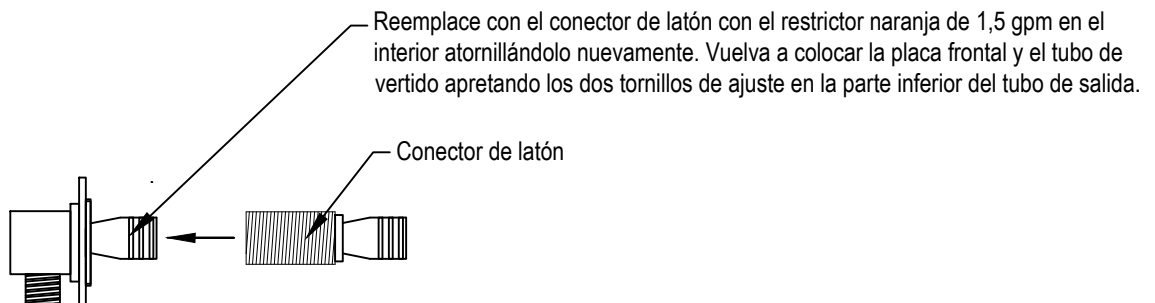 Reemplace con el conector de latón con el restrictor naranja de 1,5 gpm en el
interior atornillándolo nuevamente. Vuelva a colocar la placa frontal y el tubo de
vertido apretando los dos tornillos de ajuste en la parte inferior del tubo de salida.
Conector de latón